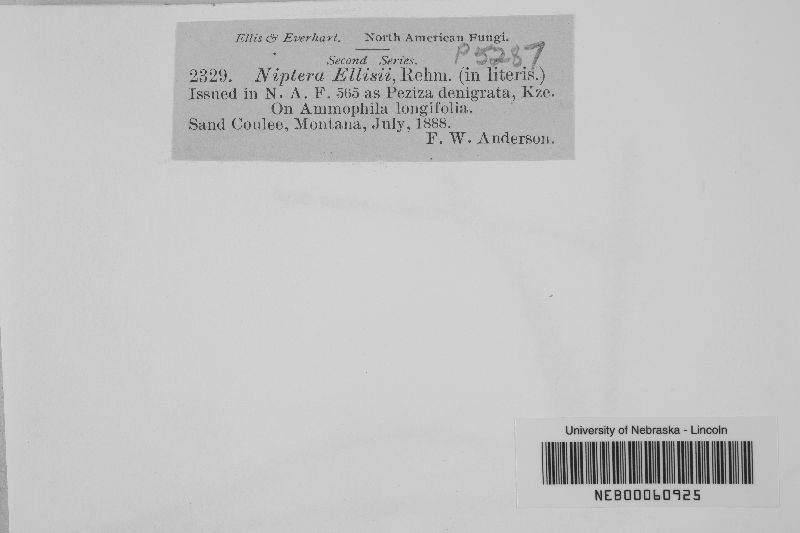 Ellis & Everhart. North American Fungi.
Second Series.
P5287
2329. Niptera Ellisii, Rehm. (in literis.)
Issued in N. A. F. 565 as Peziza denigrata, Kze.
On Ammophila longifolia.
Sand Coulee, Montana, July, 1888.
F. W. Anderson.
University of Nebraska - Lincoln
NEB00060925